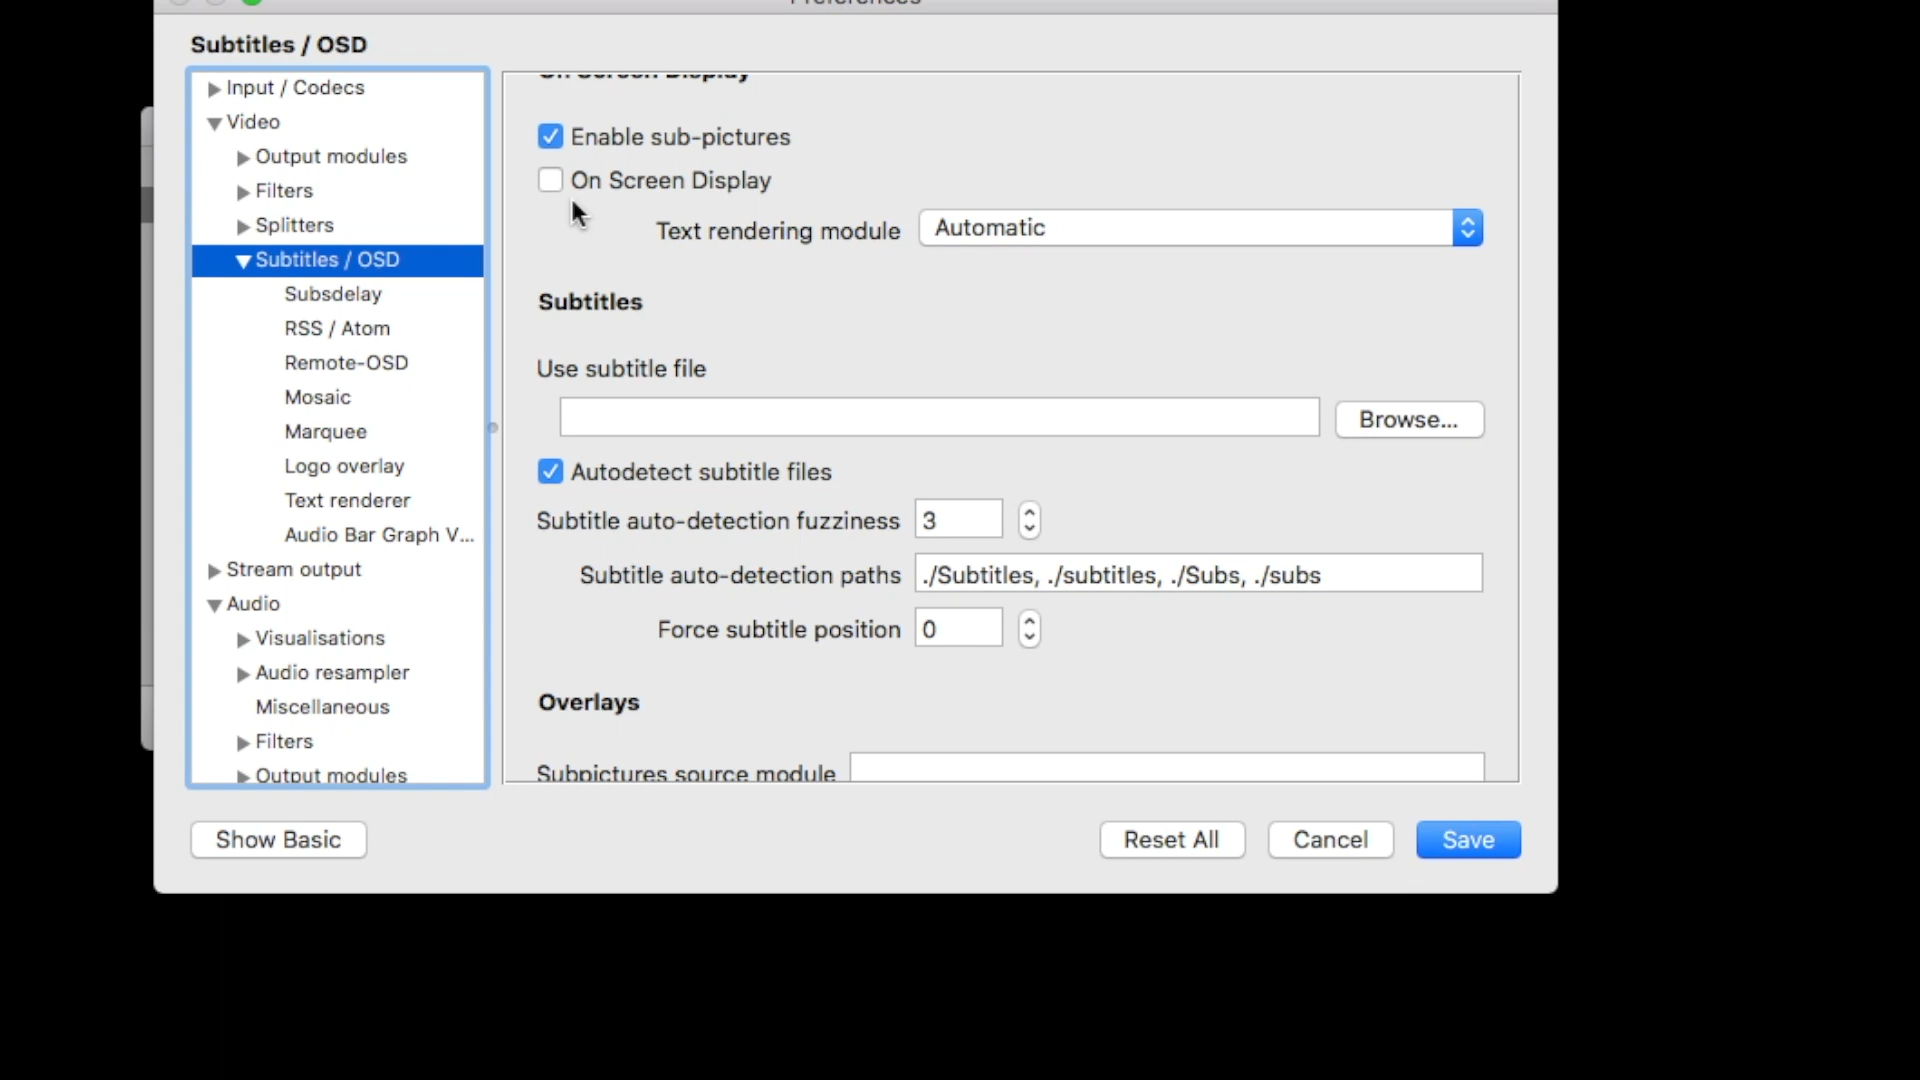 Preferences
Subtitles / OSD
Input / Codecs
Video
Output modules
Filters
Splitters
Subtitles / OSD
Subsdelay
RSS / Atom
Remote-OSD
Mosaic
Marquee
Logo overlay
Text renderer
Audio Bar Graph V...
Stream output
Audio
Visualisations
Audio resampler
Miscellaneous
Filters
Output modules
On Screen Display
Enable sub-pictures
On Screen Display
Text rendering module Automatic
Subtitles
Use subtitle file
Browse...
Autodetect subtitle files
Subtitle auto-detection fuzziness 3
Subtitle auto-detection paths ./Subtitles, ./subtitles, ./Subs, ./subs
Force subtitle position 0
Overlays
Subpictures source module
Show Basic
Reset All Cancel Save